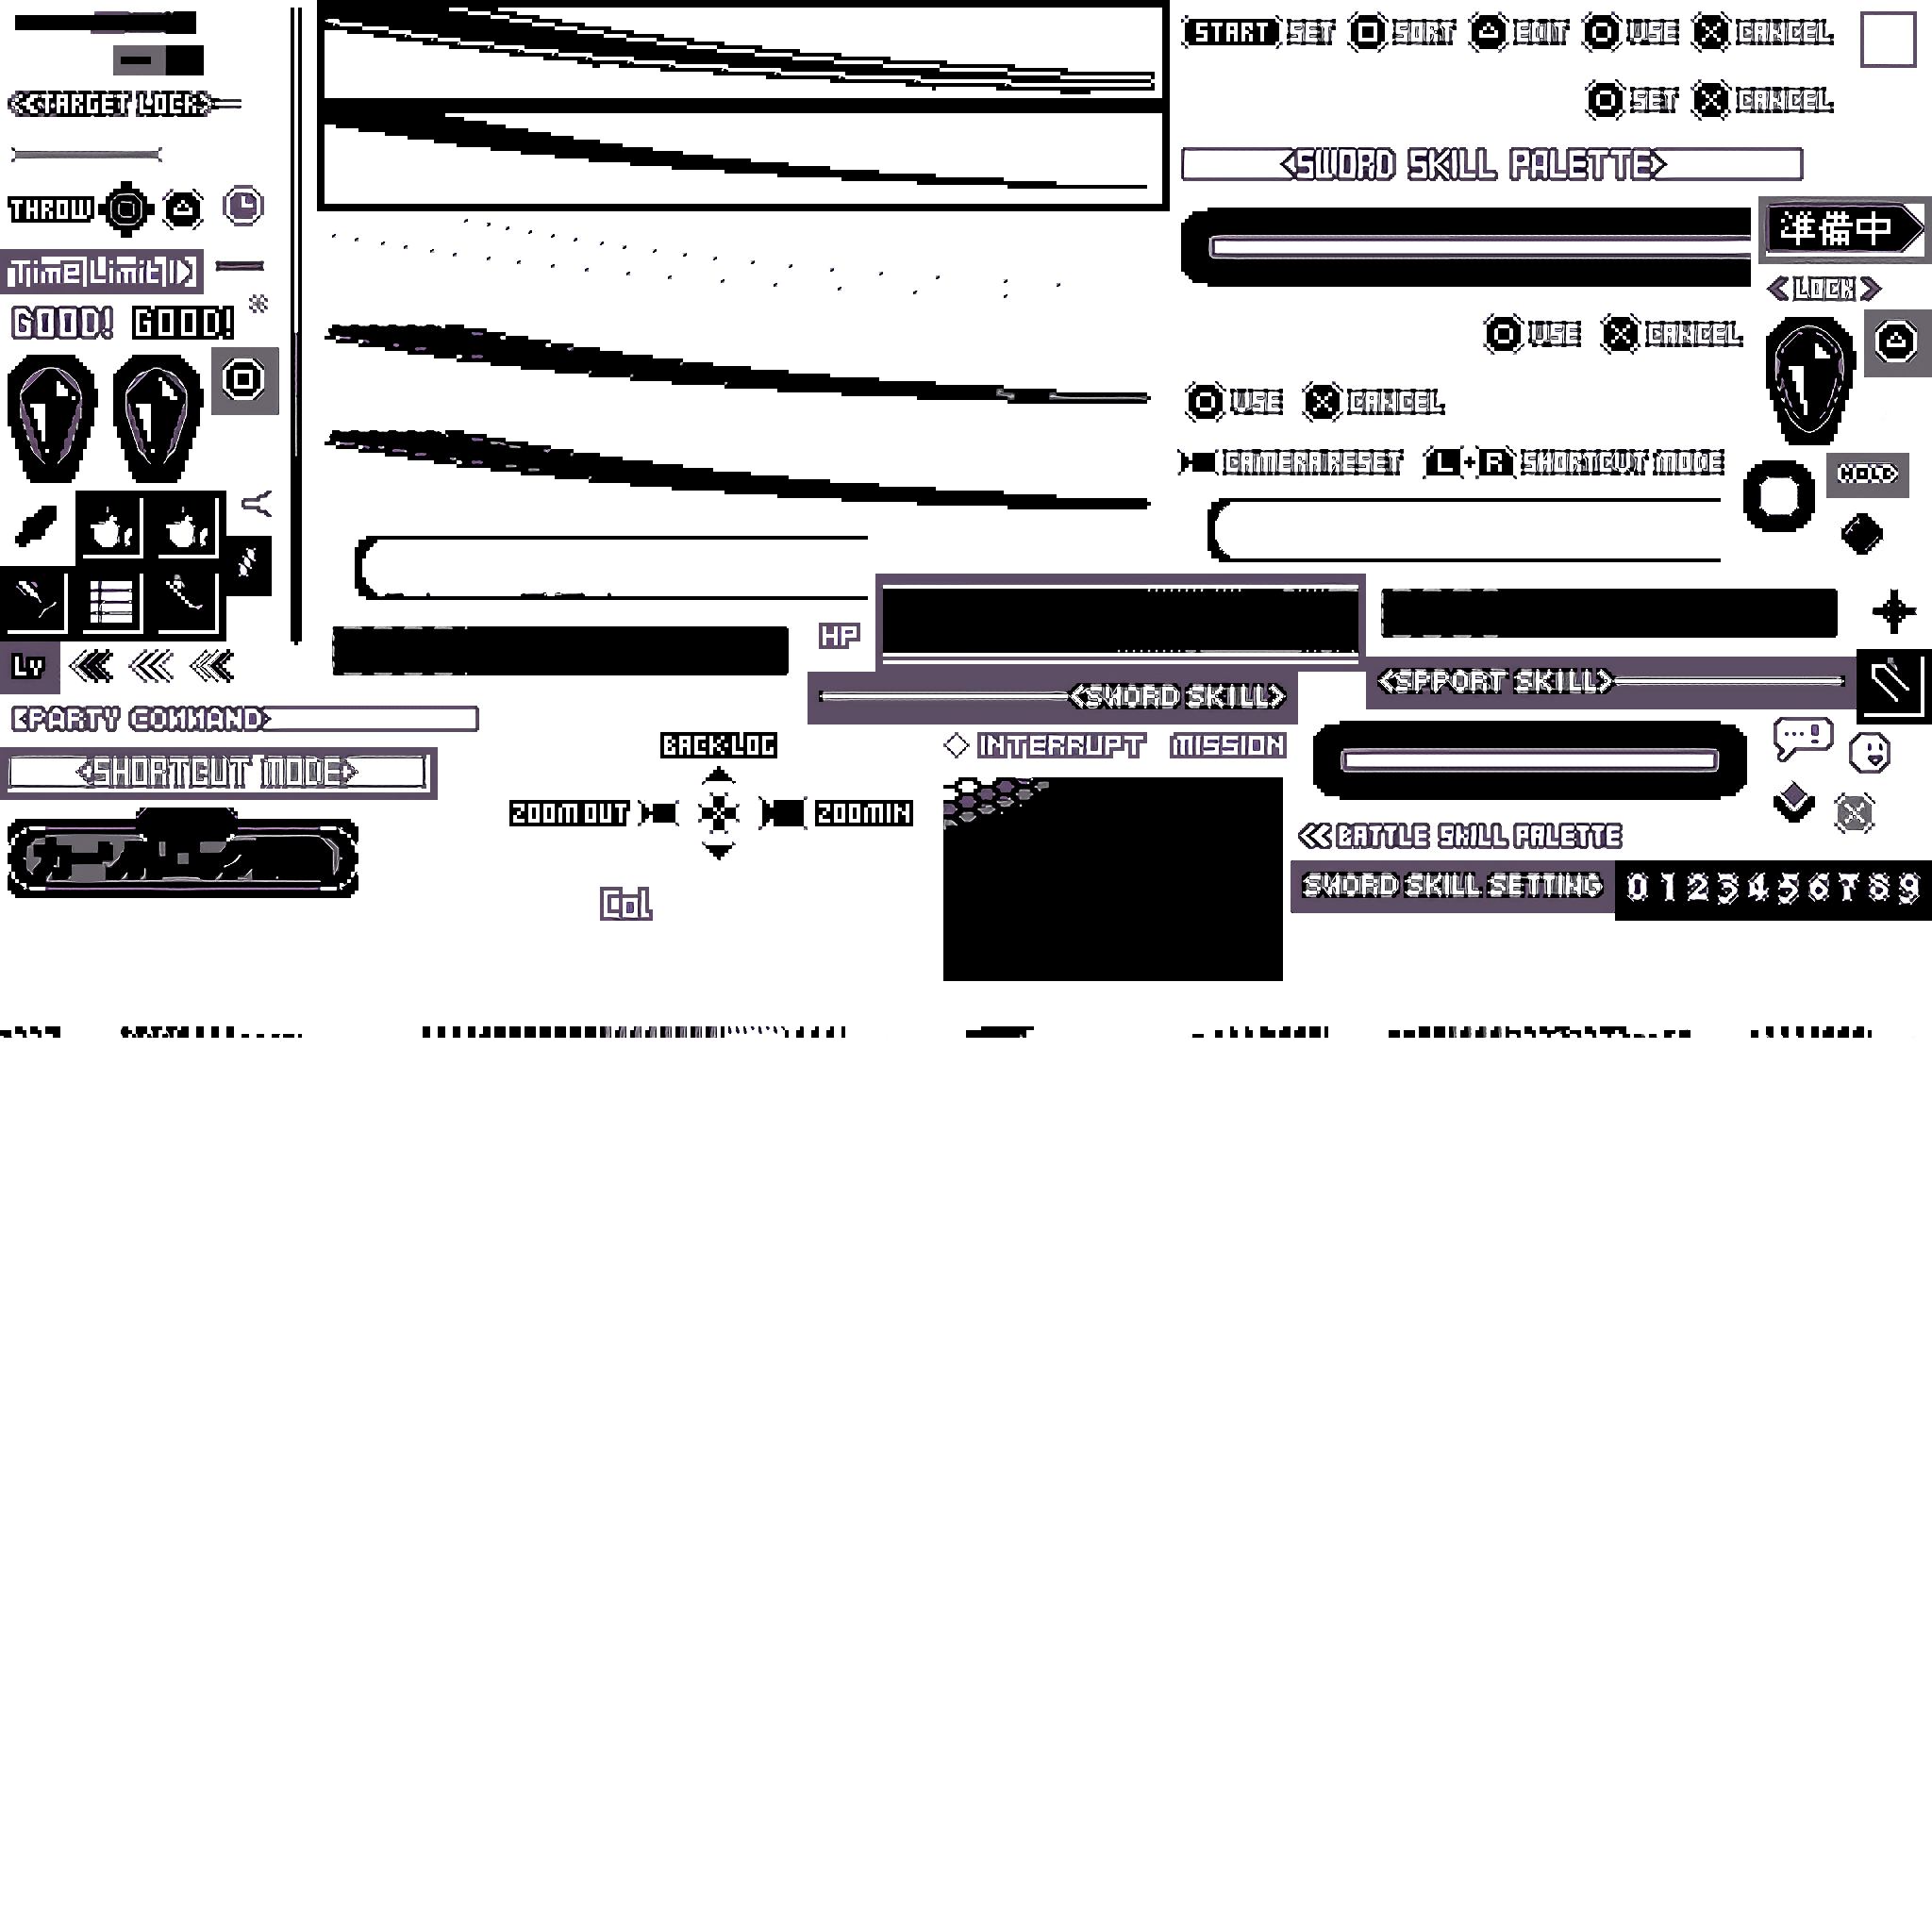 START SET SORT EDIT USE CANCEL
<<TARGET LOCK>
SET CANCEL
<SWORD SKILL PALETTE>
THROW
準備中
Time Limit
<LOCK>
GOOD! GOOD!
USE CANCEL
USE CANCEL
CAMERA RESET L+R SHORTCUT MODE
HOLD
HP
Lv
<SWORD SKILL>
<SPPORT SKILL>
<PARTY COMMAND>
BACKLOG
INTERRUPT MISSION
<SHORTCUT MODE>
ZOOM OUT ZOOM IN
BATTLE SKILL PALETTE
SWORD SKILL SETTING
0 1 2 3 4 5 6 7 8 9
Col